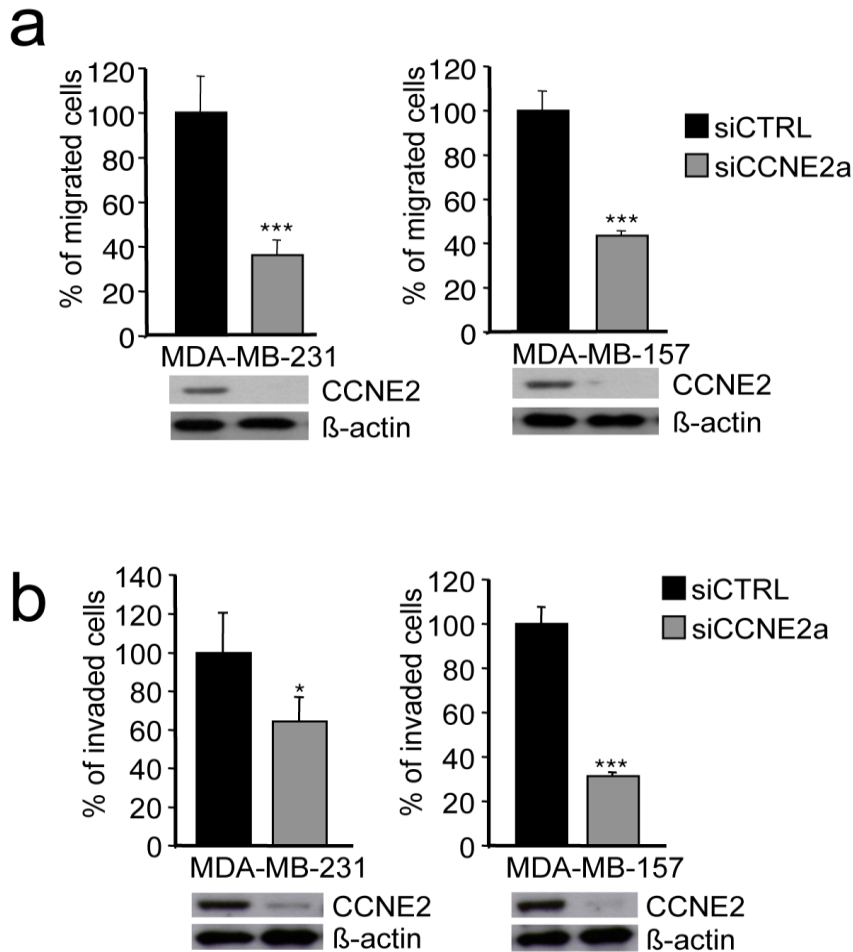 a
% of migrated cells
120
100
80
60
40
20
0
***
MDA-MB-231
CCNE2
ß-actin
% of migrated cells
120
100
80
60
40
20
0
***
MDA-MB-157
CCNE2
ß-actin
siCTRL
siCCNE2a
b
% of invaded cells
140
120
100
80
60
40
20
0
*
MDA-MB-231
CCNE2
ß-actin
% of invaded cells
120
100
80
60
40
20
0
***
MDA-MB-157
CCNE2
ß-actin
siCTRL
siCCNE2a